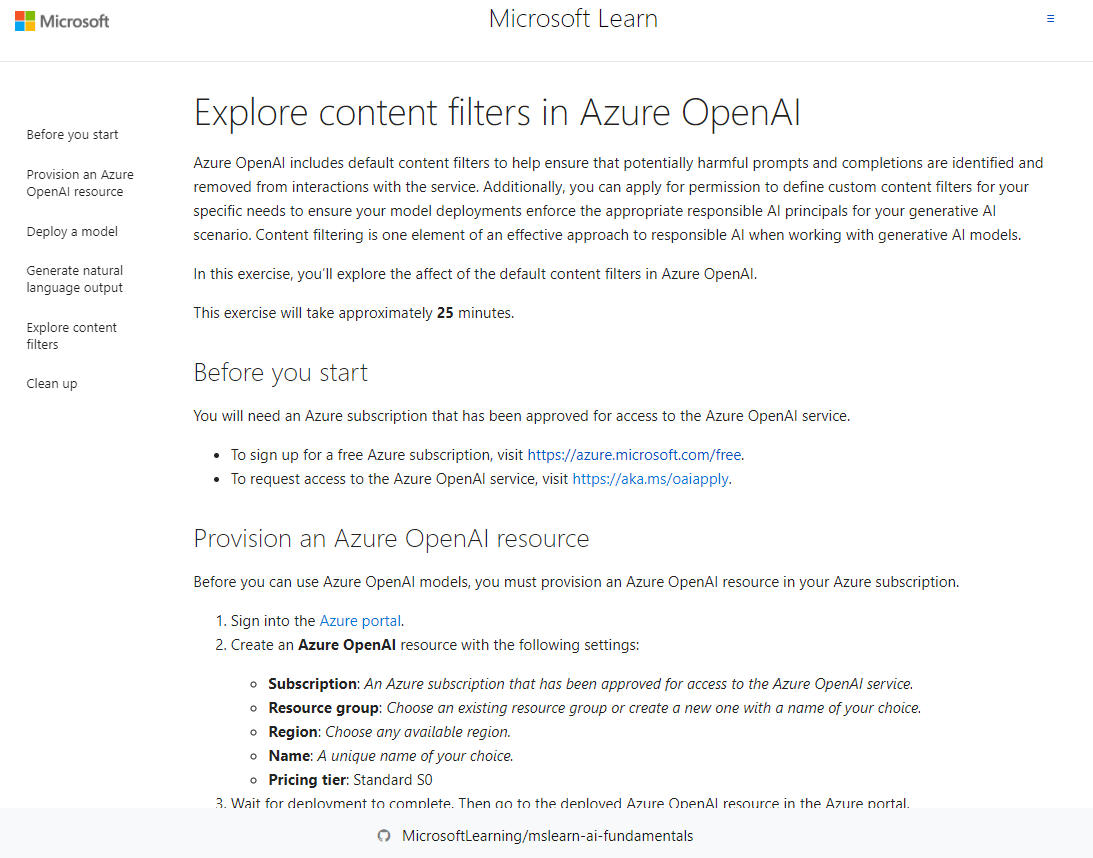 Microsoft
Microsoft Learn
Before you start
Provision an Azure
OpenAI resource
Deploy a model
Generate natural
language output
Explore content
filters
Clean up
Explore content filters in Azure OpenAI
Azure OpenAI includes default content filters to help ensure that potentially harmful prompts and completions are identified and
removed from interactions with the service. Additionally, you can apply for permission to define custom content filters for your
specific needs to ensure your model deployments enforce the appropriate responsible AI principals for your generative AI
scenario. Content filtering is one element of an effective approach to responsible AI when working with generative AI models.
In this exercise, you’ll explore the affect of the default content filters in Azure OpenAI.
This exercise will take approximately 25 minutes.
Before you start
You will need an Azure subscription that has been approved for access to the Azure OpenAI service.
• To sign up for a free Azure subscription, visit https://azure.microsoft.com/free.
• To request access to the Azure OpenAI service, visit https://aka.ms/oaiapply.
Provision an Azure OpenAI resource
Before you can use Azure OpenAI models, you must provision an Azure OpenAI resource in your Azure subscription.
1. Sign into the Azure portal.
2. Create an Azure OpenAI resource with the following settings:
◦ Subscription: An Azure subscription that has been approved for access to the Azure OpenAI service.
◦ Resource group: Choose an existing resource group or create a new one with a name of your choice.
◦ Region: Choose any available region.
◦ Name: A unique name of your choice.
◦ Pricing tier: Standard S0
3. Wait for deployment to complete. Then go to the deployed Azure OpenAI resource in the Azure portal.
MicrosoftLearning/mslearn-ai-fundamentals